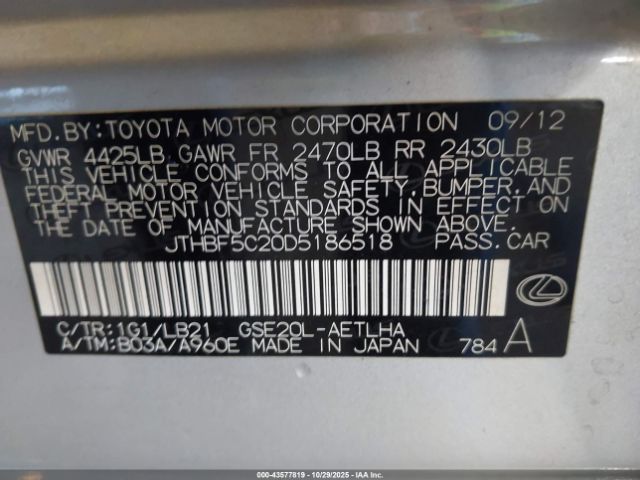 MFD. BY: TOYOTA MOTOR CORPORATION 09/12
GVWR 4425LB, GAWR FR 2470LB RR 2430LB
THIS VEHICLE CONFORMS TO ALL APPLICABLE
FEDERAL MOTOR VEHICLE SAFETY, BUMPER, AND
THEFT PREVENTION STANDARDS IN EFFECT ON
THE DATE OF MANUFACTURE SHOWN ABOVE.
JTHBF5C20D5186518 PASS. CAR
C/TR: 1G1/LB21 GSE20L-AETLHA
A/TM: B03A/A960E MADE IN JAPAN 784 A
000-43577819 | 10/29/2025 | IAAI.COM